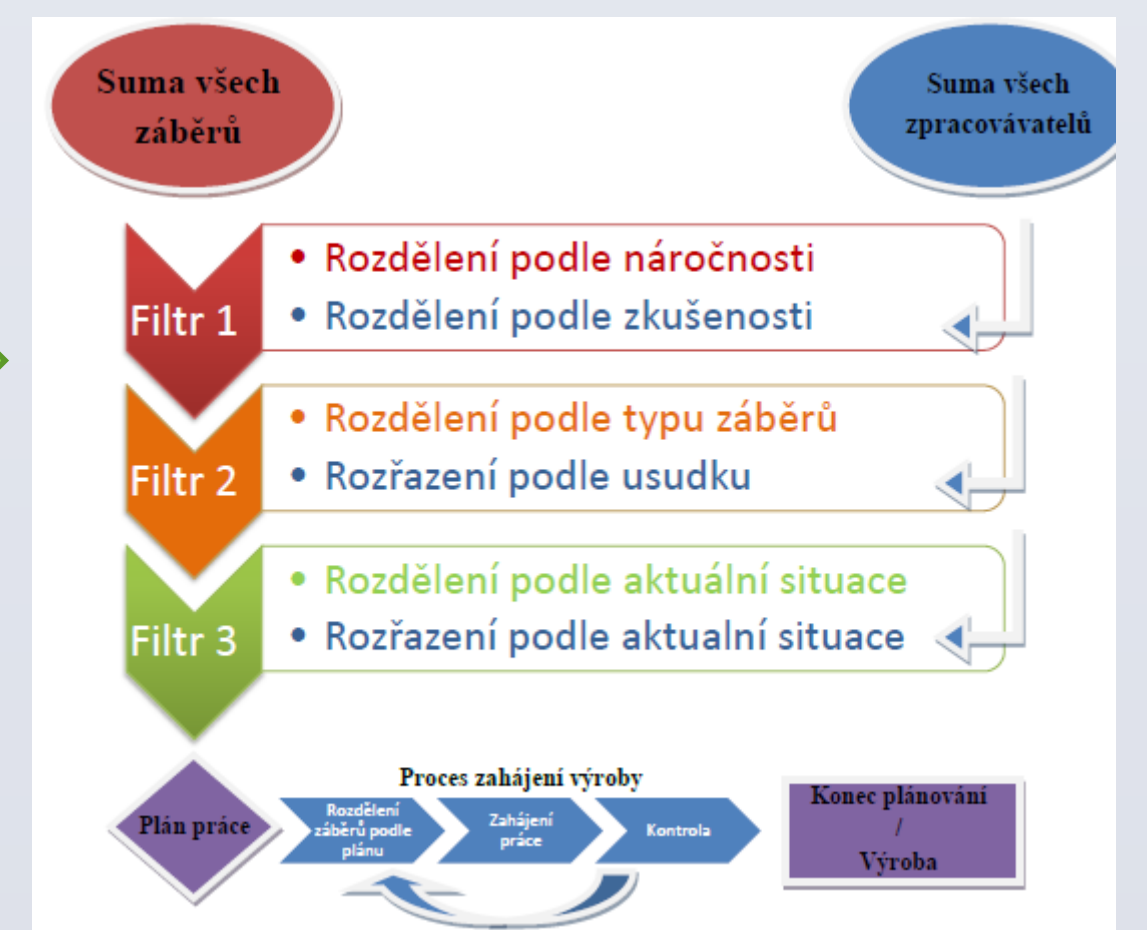 Suma všech
záběrů
Suma všech
zpracovávatelů
Filtr 1
• Rozdělení podle náročnosti
• Rozdělení podle zkušenosti
Filtr 2
• Rozdělení podle typu záběrů
• Rozřazení podle usudku
Filtr 3
• Rozdělení podle aktuální situace
• Rozřazení podle aktualní situace
Plán práce
Proces zahájení výroby
Rozdělení
záběrů podle
plánu
Zahájení
práce
Kontrola
Konec plánování
/
Výroba